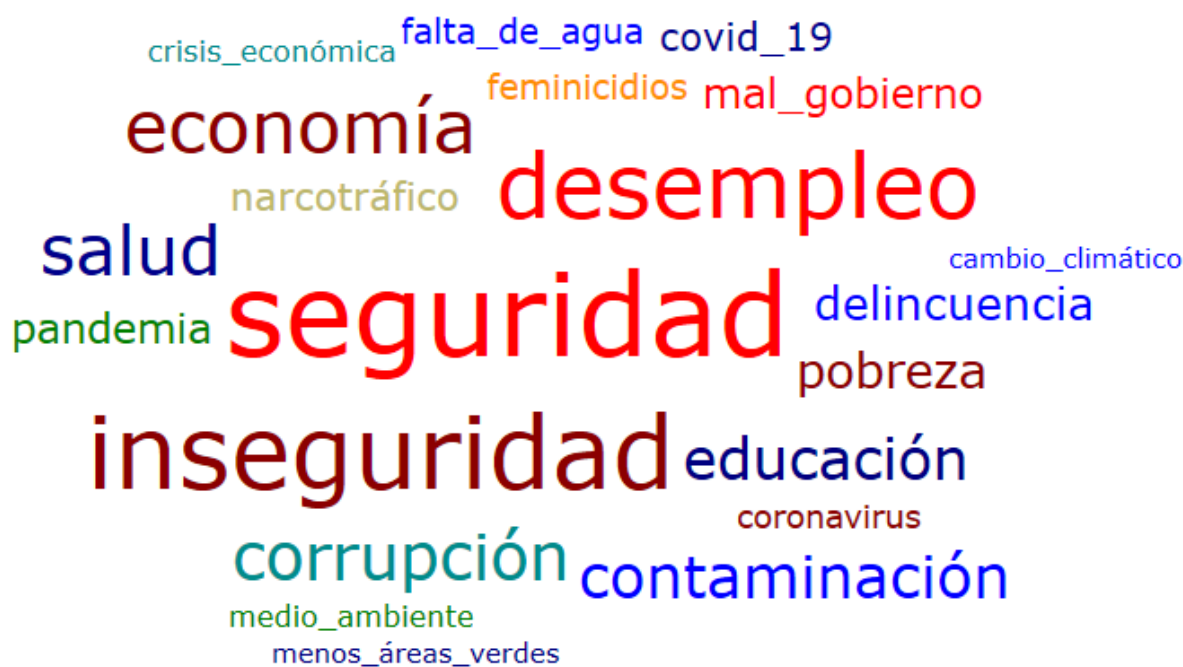 falta_de_agua covid_19
crisis_económica
feminicidios mal_gobierno
economía
desempleo
narcotráfico
salud
cambio_climático
seguridad
delincuencia
pandemia
pobreza
inseguridad
educación
coronavirus
corrupción
contaminación
medio_ambiente
menos_áreas_verdes